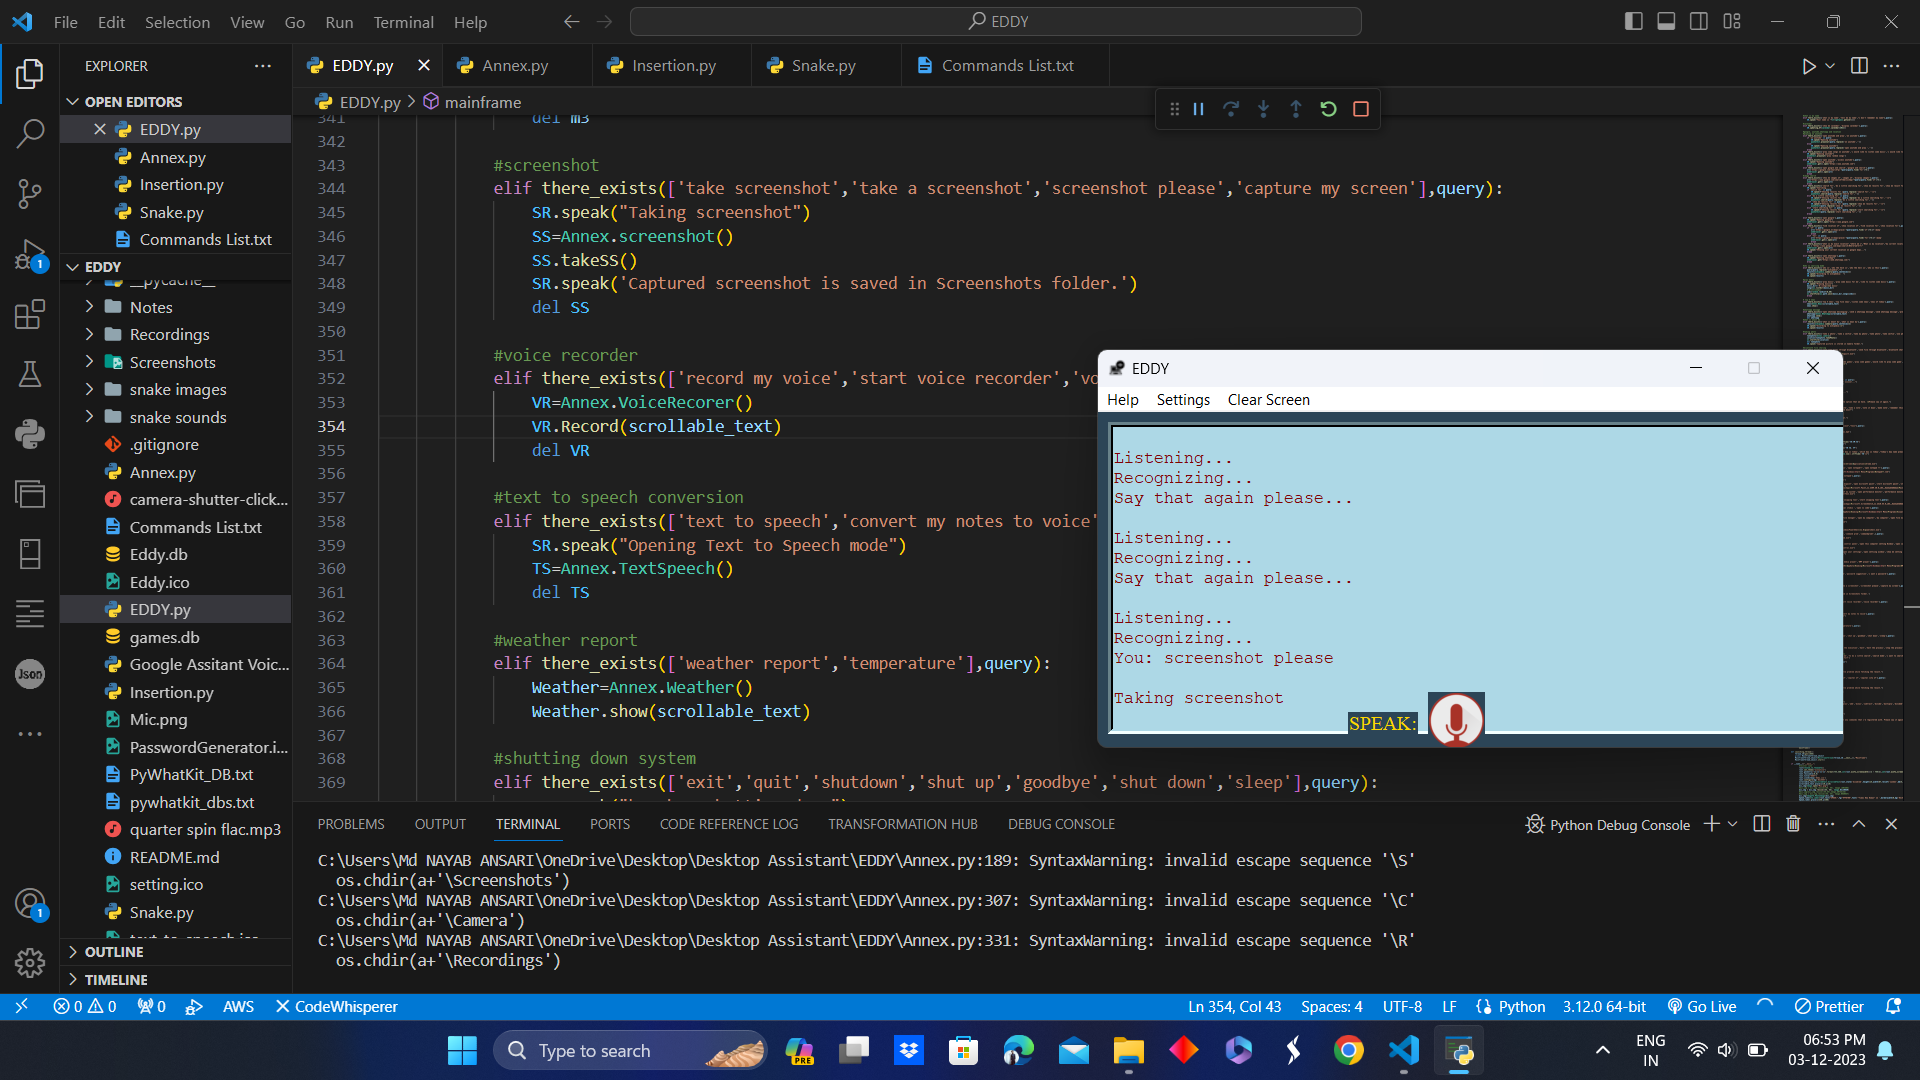 File Edit Selection View Go Run Terminal Help
EDDY
EXPLORER
OPEN EDITORS
EDDY.py
Annex.py
Insertion.py
Snake.py
Commands List.txt
EDDY
__pycache__
Notes
Recordings
Screenshots
snake images
snake sounds
.gitignore
Annex.py
camera-shutter-click...
Commands List.txt
Eddy.db
Eddy.ico
EDDY.py
games.db
Google Assitant Voic...
Insertion.py
Mic.png
PasswordGenerator.i...
PyWhatKit_DB.txt
pywhatkit_dbs.txt
quarter spin flac.mp3
README.md
setting.ico
Snake.py
OUTLINE
TIMELINE
1
Json
1
EDDY.py Annex.py Insertion.py Snake.py Commands List.txt
EDDY.py > mainframe
341 del m3
342
343 #screenshot
344 elif there_exists(['take screenshot','take a screenshot','screenshot please','capture my screen'],query):
345 SR.speak("Taking screenshot")
346 SS=Annex.screenshot()
347 SS.takeSS()
348 SR.speak('Captured screenshot is saved in Screenshots folder.')
349 del SS
350
351 #voice recorder
352 elif there_exists(['record my voice','start voice recorder','vo
353 VR=Annex.VoiceRecorer()
354 VR.Record(scrollable_text)
355 del VR
356
357 #text to speech conversion
358 elif there_exists(['text to speech','convert my notes to voice'
359 SR.speak("Opening Text to Speech mode")
360 TS=Annex.TextSpeech()
361 del TS
362
363 #weather report
364 elif there_exists(['weather report','temperature'],query):
365 Weather=Annex.Weather()
366 Weather.show(scrollable_text)
367
368 #shutting down system
369 elif there_exists(['exit','quit','shutdown','shut up','goodbye','shut down','sleep'],query):
EDDY
Help Settings Clear Screen
Listening...
Recognizing...
Say that again please...
Listening...
Recognizing...
Say that again please...
Listening...
Recognizing...
You: screenshot please
Taking screenshot
SPEAK:
PROBLEMS OUTPUT TERMINAL PORTS CODE REFERENCE LOG TRANSFORMATION HUB DEBUG CONSOLE
Python Debug Console
C:\Users\Md NAYAB ANSARI\OneDrive\Desktop\Desktop Assistant\EDDY\Annex.py:189: SyntaxWarning: invalid escape sequence '\S'
os.chdir(a+'\Screenshots')
C:\Users\Md NAYAB ANSARI\OneDrive\Desktop\Desktop Assistant\EDDY\Annex.py:307: SyntaxWarning: invalid escape sequence '\C'
os.chdir(a+'\Camera')
C:\Users\Md NAYAB ANSARI\OneDrive\Desktop\Desktop Assistant\EDDY\Annex.py:331: SyntaxWarning: invalid escape sequence '\R'
os.chdir(a+'\Recordings')
0 0 0 AWS CodeWhisperer
Ln 354, Col 43 Spaces: 4 UTF-8 LF Python 3.12.0 64-bit Go Live Prettier
Type to search
PRE
ENG
IN
06:53 PM
03-12-2023